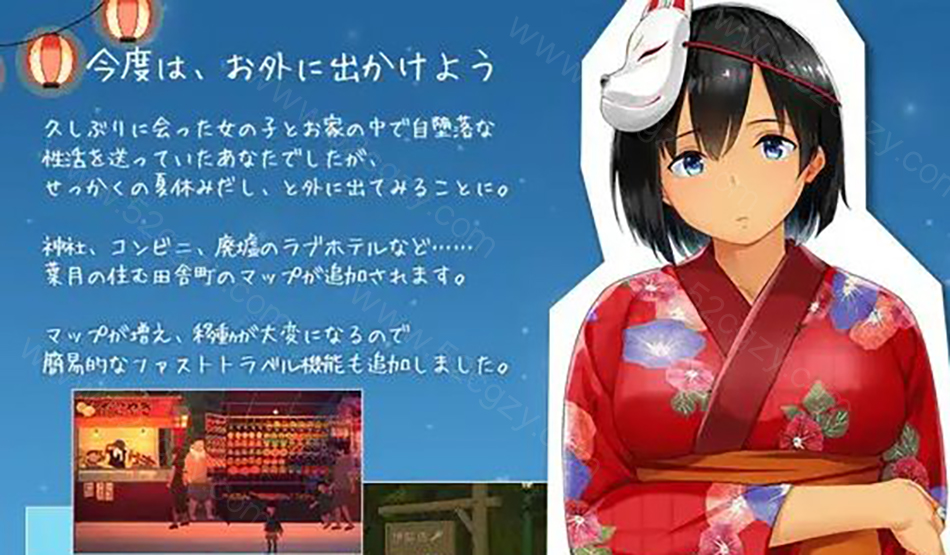 今度は、お外に出かけよう
久しぶりに会った女の子とお家の中で自堕落な
性活を送っていたあなたでしたが、
せっかくの夏休みだし、と外に出てみることに。
神社、コンビニ、廃墟のラブホテルなど……
葉月の住む田舎町のマップが追加されます。
マップが増え、移動が大変になるので
簡易的なファストトラベル機能も追加しました。
www.52cgzy.com